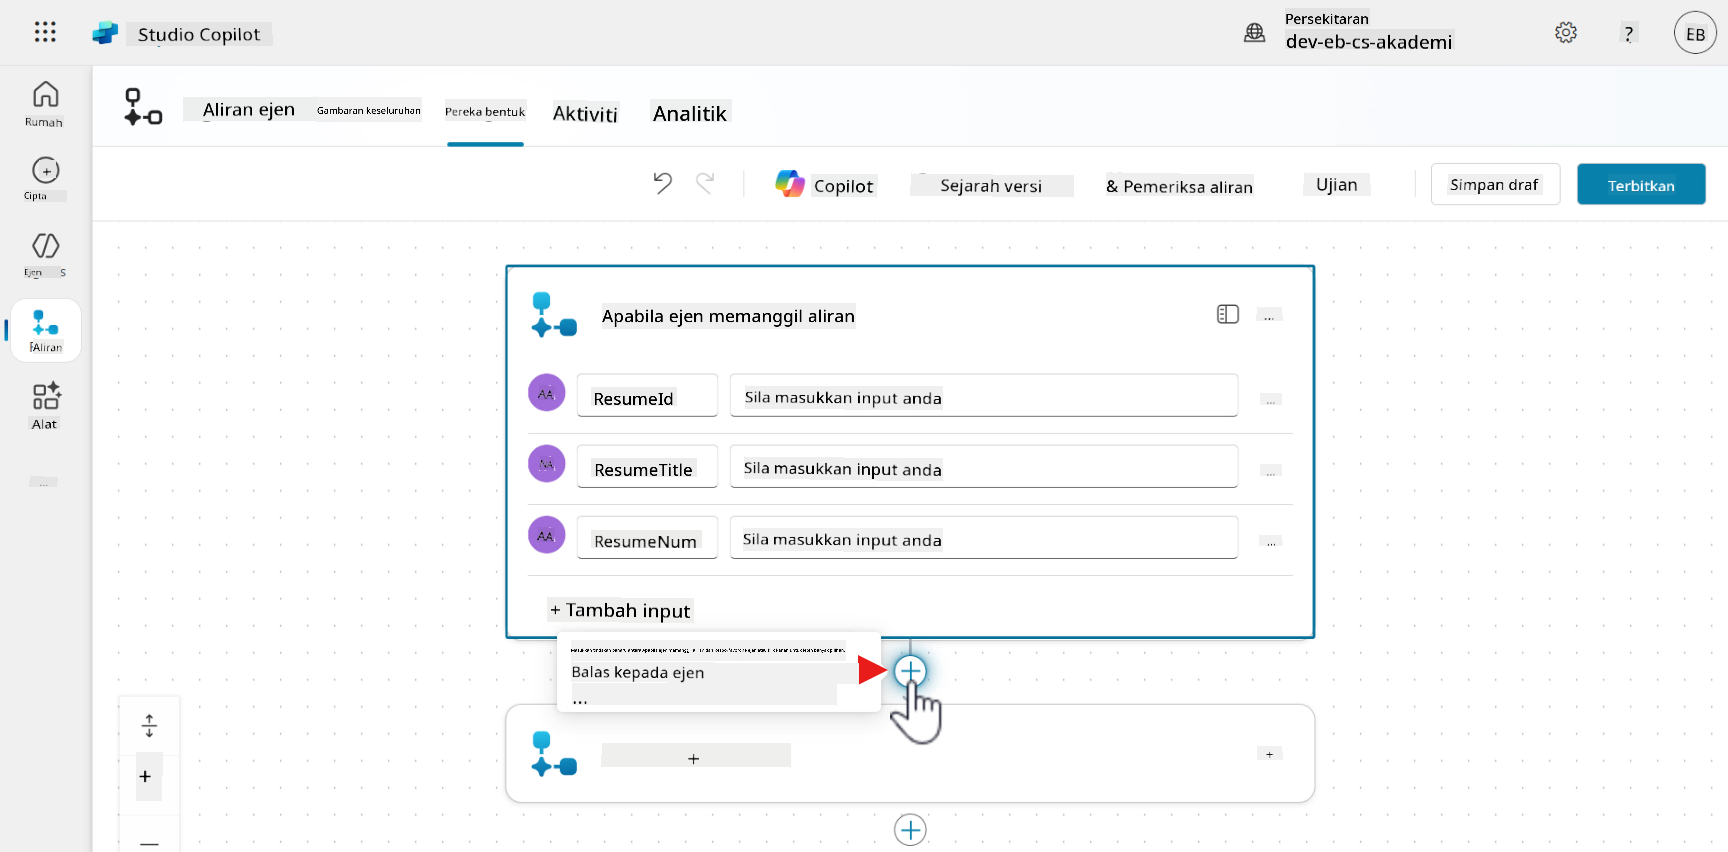 Studio Copilot
Persekitaran
dev-eb-cs-akademi
?
EB
Rumah
Cipta
Ejen S
Aliran
Alat
...
Aliran ejen
Gambaran keseluruhan
Pereka bentuk
Aktiviti
Analitik
Copilot
Sejarah versi
& Pemeriksa aliran
Ujian
Simpan draf
Terbitkan
Apabila ejen memanggil aliran
...
AA
ResumeId
Sila masukkan input anda
...
AA
ResumeTitle
Sila masukkan input anda
...
AA
ResumeNum
Sila masukkan input anda
...
+ Tambah input
Balas kepada ejen
...
+
+